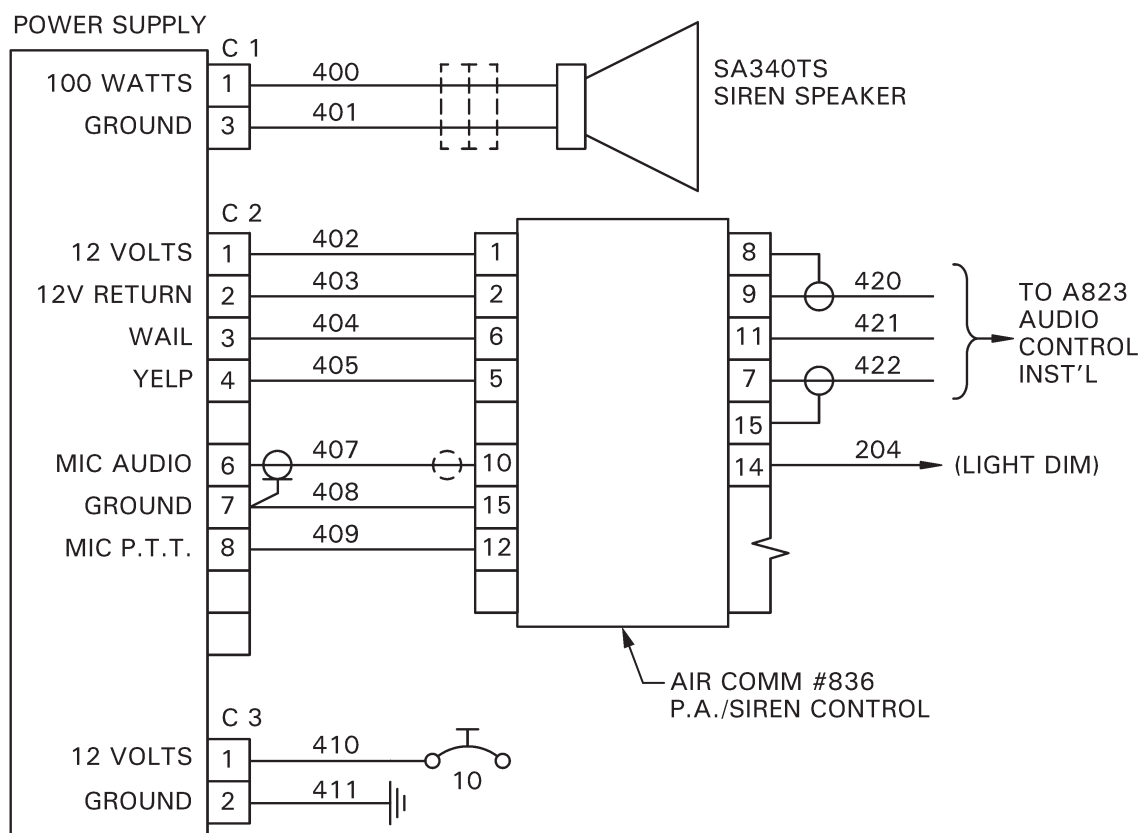 POWER SUPPLY
C 1
100 WATTS 1 400
GROUND 3 401
SA340TS
SIREN SPEAKER
C 2
12 VOLTS 1 402 1
12V RETURN 2 403 2
WAIL 3 404 6
YELP 4 405 5
MIC AUDIO 6 407 10
GROUND 7 408 15
MIC P.T.T. 8 409 12
8
9 420
11 421
7 422
15
14 204 (LIGHT DIM)
TO A823
AUDIO
CONTROL
INST'L
AIR COMM #836
P.A./SIREN CONTROL
C 3
12 VOLTS 1 410 10
GROUND 2 411